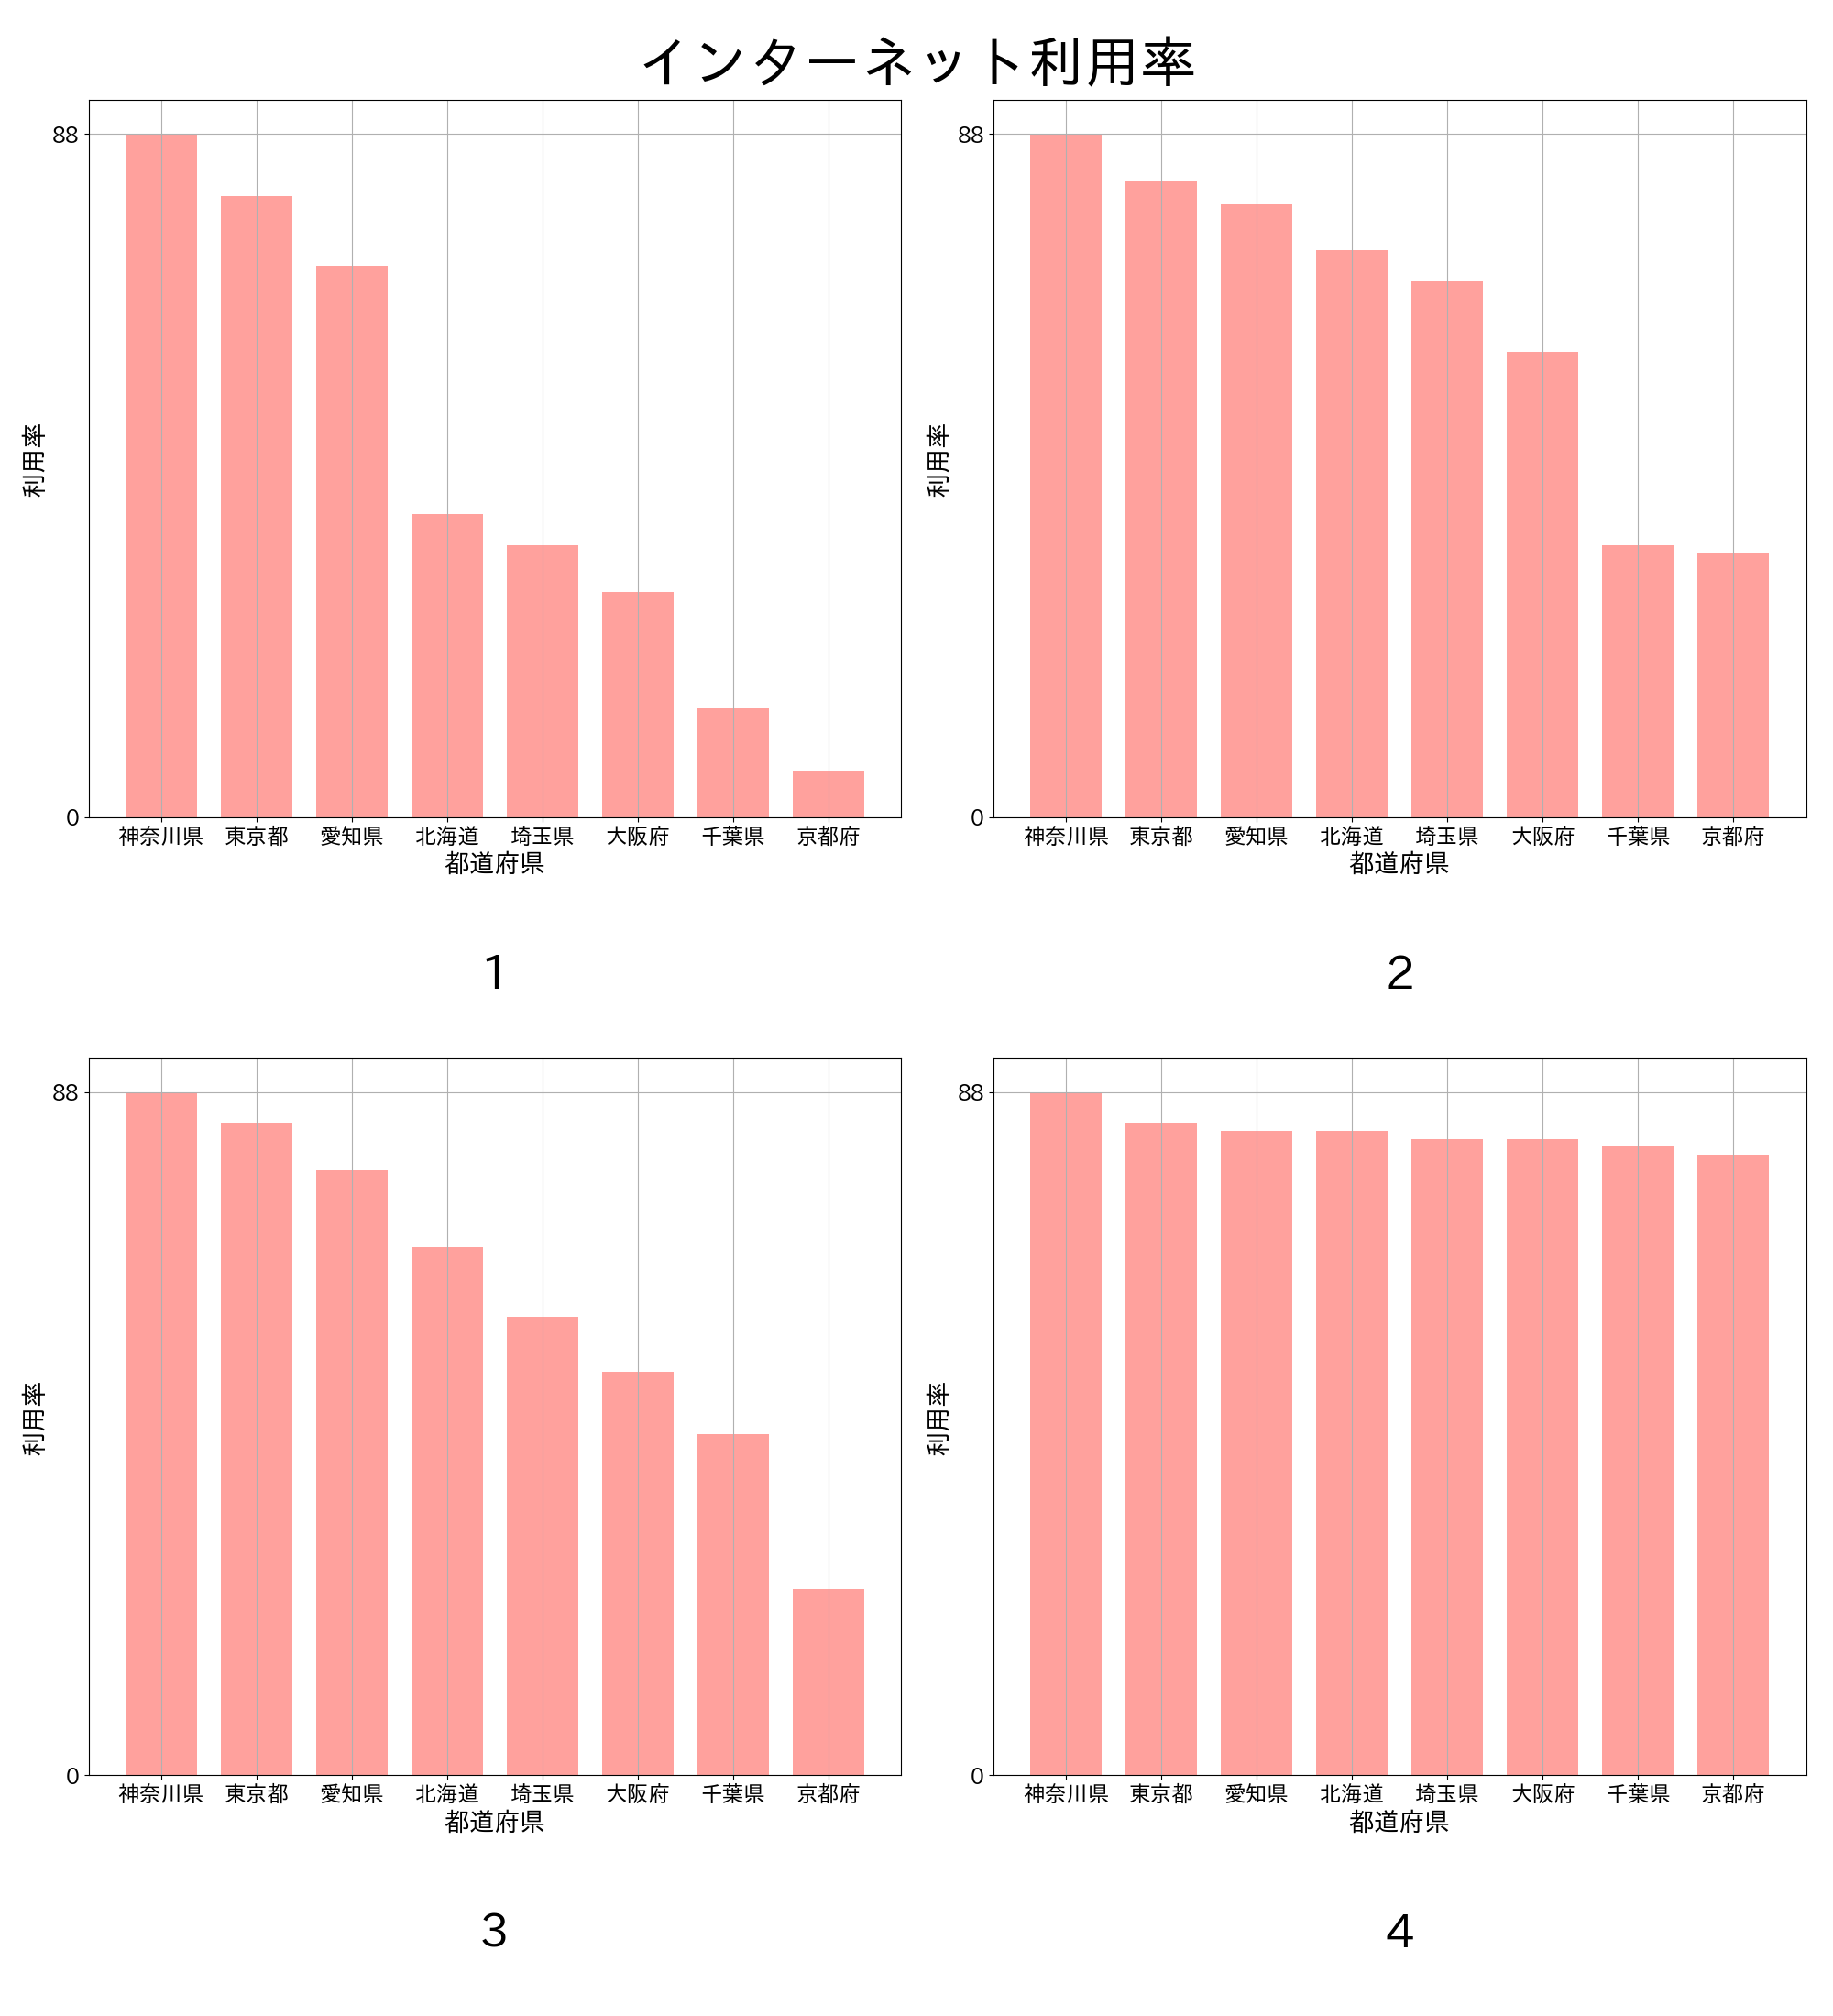 インターネット利用率
88
0
利用率
神奈川県 東京都 愛知県 北海道 埼玉県 大阪府 千葉県 京都府
都道府県
1
88
0
利用率
神奈川県 東京都 愛知県 北海道 埼玉県 大阪府 千葉県 京都府
都道府県
2
88
0
利用率
神奈川県 東京都 愛知県 北海道 埼玉県 大阪府 千葉県 京都府
都道府県
3
88
0
利用率
神奈川県 東京都 愛知県 北海道 埼玉県 大阪府 千葉県 京都府
都道府県
4